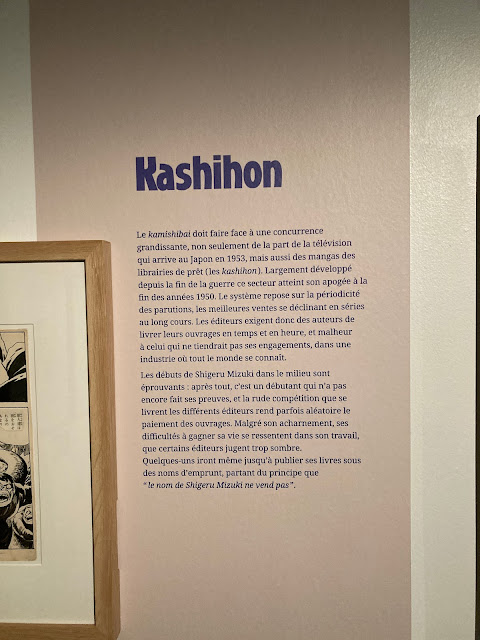 Kashihon
Le kamishibai doit faire face à une concurrence
grandissante, non seulement de la part de la télévision
qui arrive au Japon en 1953, mais aussi des mangas des
librairies de prêt (les kashihon). Largement développé
depuis la fin de la guerre ce secteur atteint son apogée à la
fin des années 1950. Le système repose sur la périodicité
des parutions, les meilleures ventes se déclinant en séries
au long cours. Les éditeurs exigent donc des auteurs de
livrer leurs ouvrages en temps et en heure, et malheur
à celui qui ne tiendrait pas ses engagements, dans une
industrie où tout le monde se connaît.
Les débuts de Shigeru Mizuki dans le milieu sont
éprouvants : après tout, c'est un débutant qui n'a pas
encore fait ses preuves, et la rude compétition que se
livrent les différents éditeurs rend parfois aléatoire le
paiement des ouvrages. Malgré son acharnement, ses
difficultés à gagner sa vie se ressentent dans son travail,
que certains éditeurs jugent trop sombre.
Quelques-uns iront même jusqu'à publier ses livres sous
des noms d'emprunt, partant du principe que
“le nom de Shigeru Mizuki ne vend pas”.